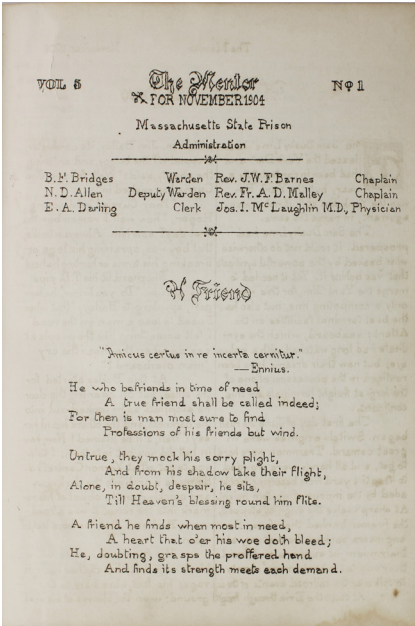 VOL 5 The Mentor No 1
FOR NOVEMBER 1904
Massachusetts State Prison
Administration
B. F. Bridges Warden Rev. J. W. F. Barnes Chaplain
N. D. Allen Deputy Warden Rev. Fr. A. D. Malley Chaplain
E. A. Darling Clerk Jos. I. McLaughlin M.D., Physician
A Friend
"Amicus certus in re incerta cernitur."
—Ennius.
He who befriends in time of need
A true friend shall be called indeed;
For then is man most sure to find
Professions of his friends but wind.
Untrue, they mock his sorry plight,
And from his shadow take their flight,
Alone, in doubt, despair, he sits,
Till Heaven's blessing round him flits.
A friend he finds when most in need,
A heart that o'er his woe doth bleed;
He, doubting, grasps the proffered hand
And finds its strength meets each demand.